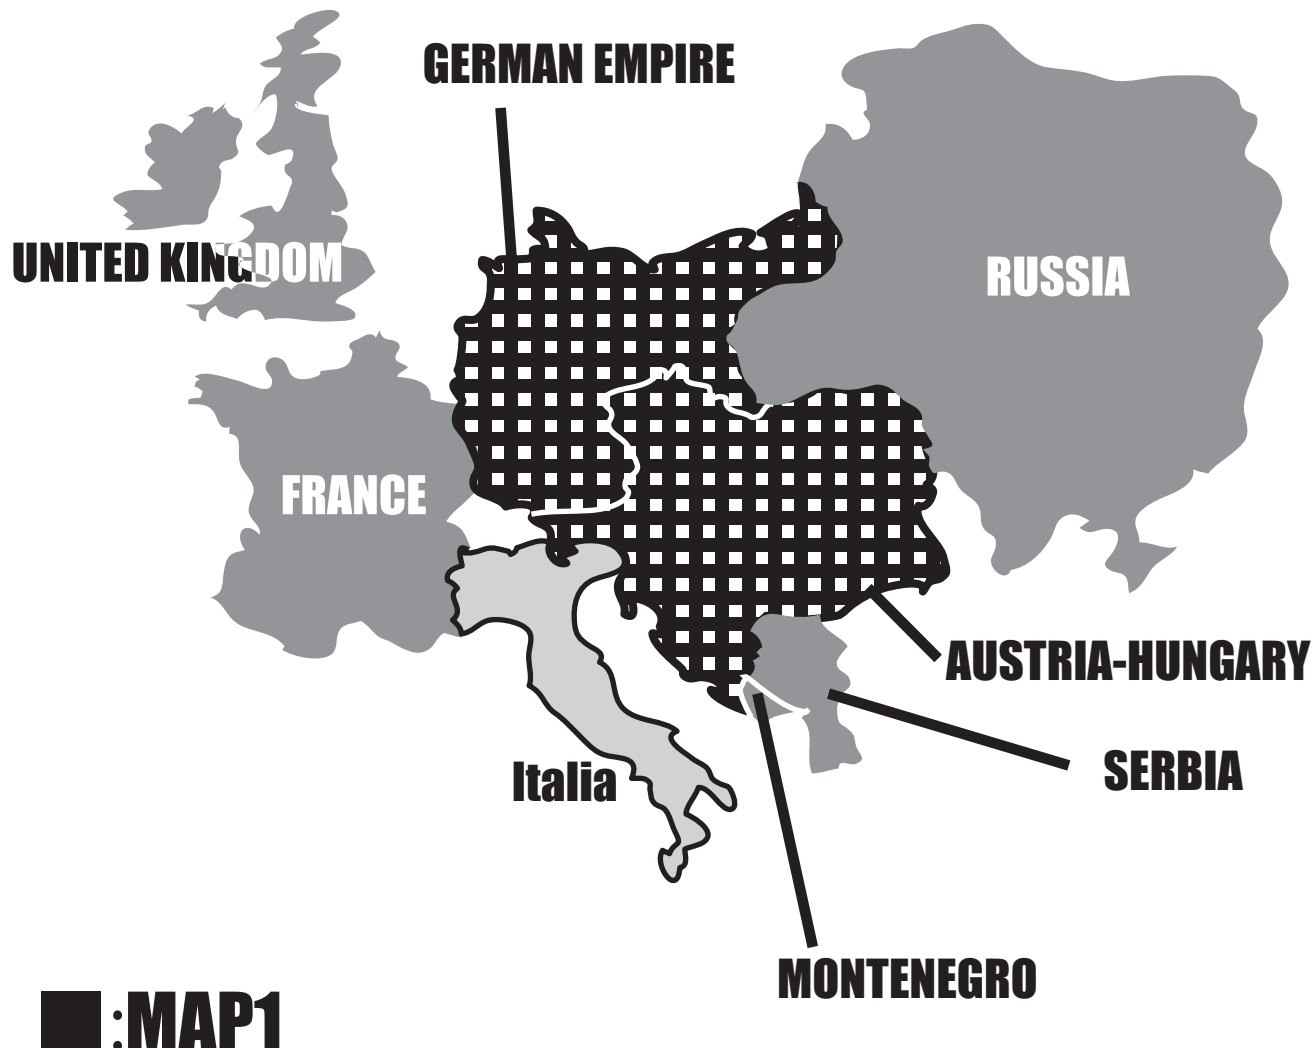 GERMAN EMPIRE
UNITED KINGDOM
RUSSIA
FRANCE
AUSTRIA-HUNGARY
SERBIA
Italia
MONTENEGRO
:MAP1